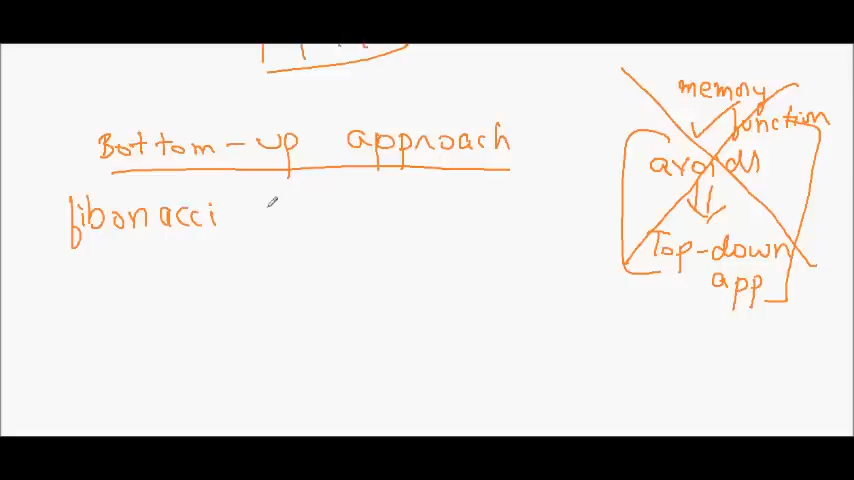 Bottom-up approach
fibonacci
memory
function
avoids
Top-down
app